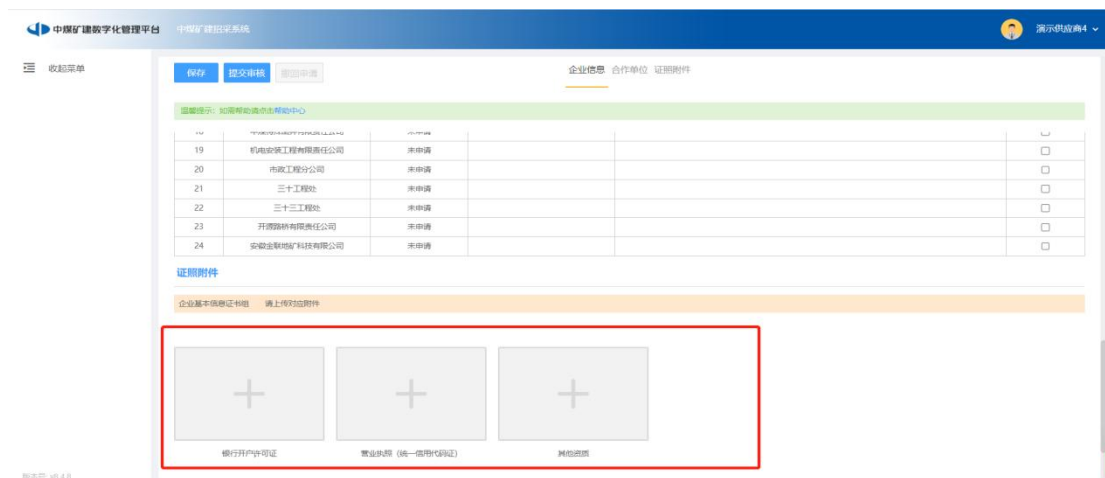 中煤矿建数字化管理平台 中煤矿建招采系统 演示供应商4
收起菜单
保存 提交审核 撤回申请 企业信息 合作单位 证照附件
温馨提示：如需帮助请点击帮助中心
19 机电安装工程有限责任公司 未申请
20 市政工程分公司 未申请
21 三十工程处 未申请
22 三十三工程处 未申请
23 开源路桥有限责任公司 未申请
24 安徽金联地矿科技有限公司 未申请
证照附件
企业基本信息证书组 请上传对应附件
银行开户许可证 营业执照（统一信用代码证） 其他资质